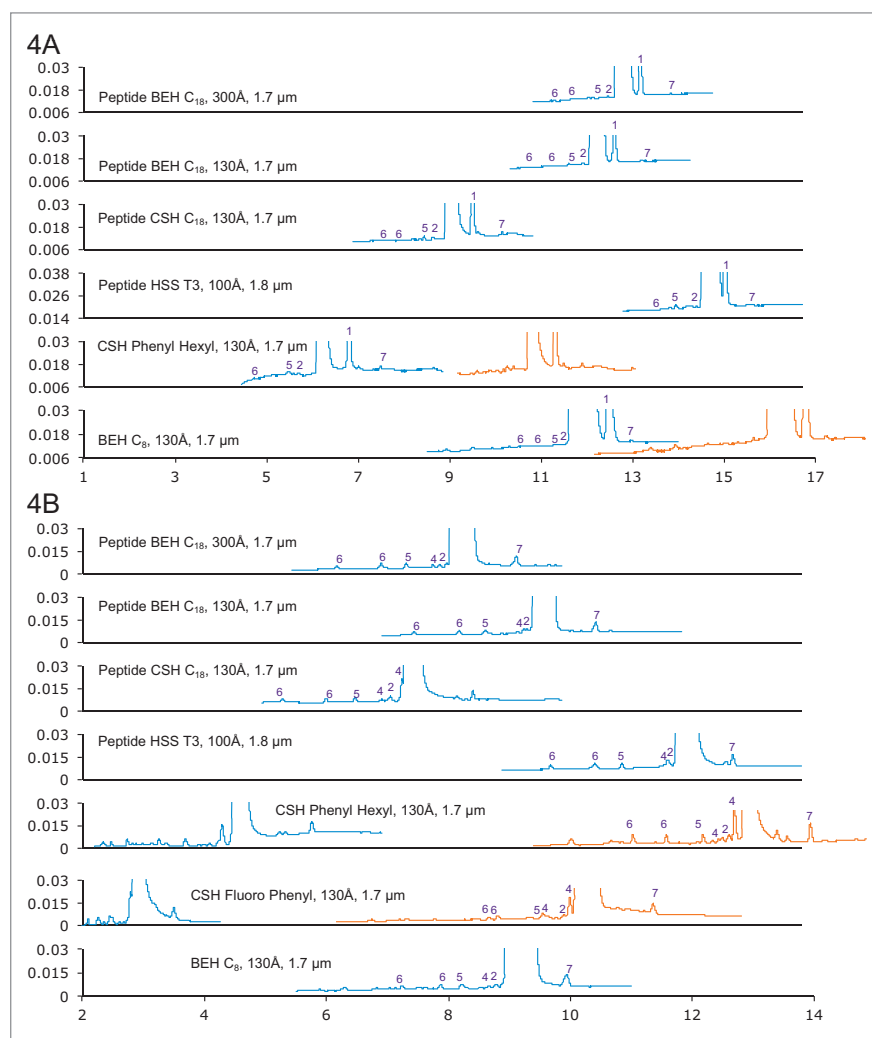 4A
0.03
0.018
0.006
Peptide BEH C18, 300Å, 1.7 µm
6 6 5 2 1 7
0.03
0.018
0.006
Peptide BEH C18, 130Å, 1.7 µm
6 6 5 2 1 7
0.03
0.018
0.006
Peptide CSH C18, 130Å, 1.7 µm
6 6 5 2 1 7
0.038
0.026
0.014
Peptide HSS T3, 100Å, 1.8 µm
6 5 2 1 7
0.03
0.018
0.006
CSH Phenyl Hexyl, 130Å, 1.7 µm
6 5 2 1 7
0.03
0.018
0.006
BEH C8, 130Å, 1.7 µm
6 6 5 2 1 7
1 3 5 7 9 11 13 15 17
4B
0.03
0.015
0
Peptide BEH C18, 300Å, 1.7 µm
6 6 5 4 2 7
0.03
0.015
0
Peptide BEH C18, 130Å, 1.7 µm
6 6 5 4 2 7
0.03
0.015
0
Peptide CSH C18, 130Å, 1.7 µm
6 6 5 4 2 4
0.03
0.015
0
Peptide HSS T3, 100Å, 1.8 µm
6 6 5 4 2 7
0.03
0.015
0
CSH Phenyl Hexyl, 130Å, 1.7 µm
6 6 5 4 2 4 7
0.03
0.015
0
CSH Fluoro Phenyl, 130Å, 1.7 µm
6 6 5 4 2 4 7
0.03
0.015
0
BEH C8, 130Å, 1.7 µm
6 6 5 4 2 7
2 4 6 8 10 12 14